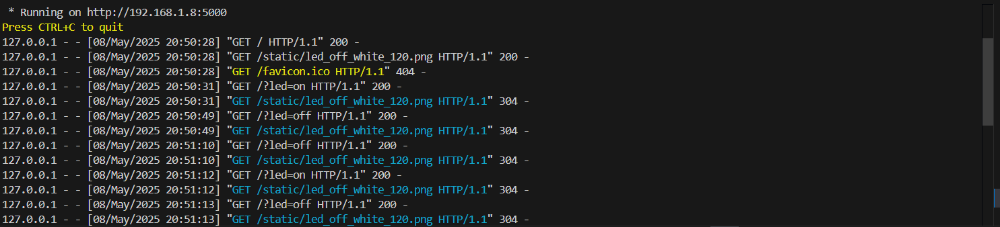 * Running on http://192.168.1.8:5000
Press CTRL+C to quit
127.0.0.1 - - [08/May/2025 20:50:28] "GET / HTTP/1.1" 200 -
127.0.0.1 - - [08/May/2025 20:50:28] "GET /static/led_off_white_120.png HTTP/1.1" 200 -
127.0.0.1 - - [08/May/2025 20:50:28] "GET /favicon.ico HTTP/1.1" 404 -
127.0.0.1 - - [08/May/2025 20:50:31] "GET /?led=on HTTP/1.1" 200 -
127.0.0.1 - - [08/May/2025 20:50:31] "GET /static/led_off_white_120.png HTTP/1.1" 304 -
127.0.0.1 - - [08/May/2025 20:50:49] "GET /?led=off HTTP/1.1" 200 -
127.0.0.1 - - [08/May/2025 20:50:49] "GET /static/led_off_white_120.png HTTP/1.1" 304 -
127.0.0.1 - - [08/May/2025 20:51:10] "GET /?led=off HTTP/1.1" 200 -
127.0.0.1 - - [08/May/2025 20:51:10] "GET /static/led_off_white_120.png HTTP/1.1" 304 -
127.0.0.1 - - [08/May/2025 20:51:12] "GET /?led=on HTTP/1.1" 200 -
127.0.0.1 - - [08/May/2025 20:51:12] "GET /static/led_off_white_120.png HTTP/1.1" 304 -
127.0.0.1 - - [08/May/2025 20:51:13] "GET /?led=off HTTP/1.1" 200 -
127.0.0.1 - - [08/May/2025 20:51:13] "GET /static/led_off_white_120.png HTTP/1.1" 304 -